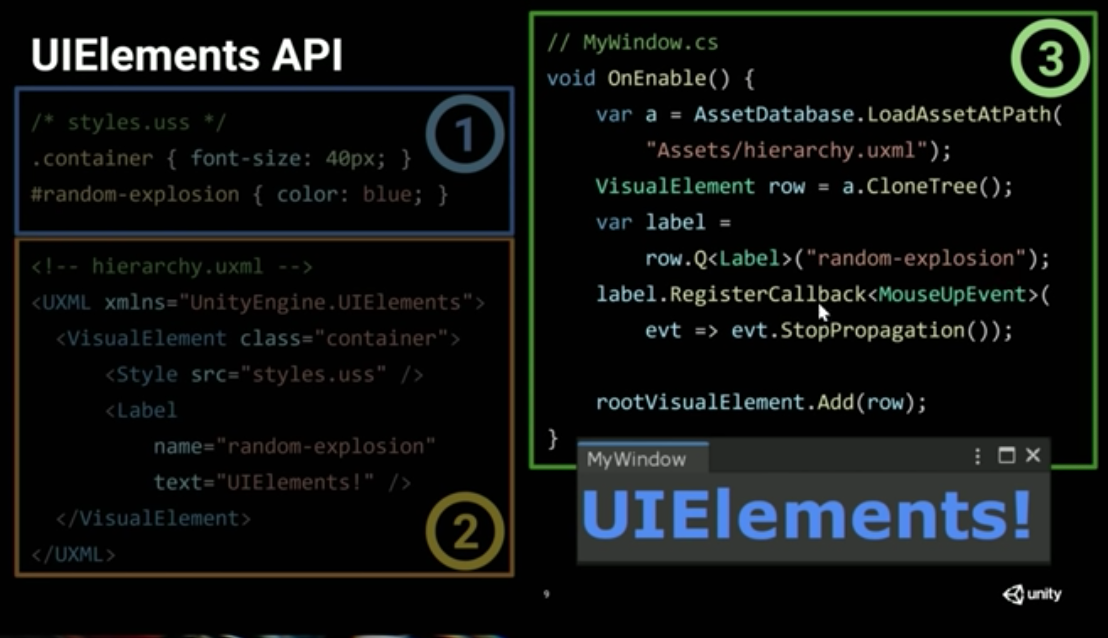 UIElements API
1
/* styles.uss */
.container { font-size: 40px; }
#random-explosion { color: blue; }
2
<!-- hierarchy.uxml -->
<UXML xmlns="UnityEngine.UIElements">
  <VisualElement class="container">
      <Style src="styles.uss" />
      <Label
          name="random-explosion"
          text="UIElements!" />
  </VisualElement>
</UXML>
3
// MyWindow.cs
void OnEnable() {
    var a = AssetDatabase.LoadAssetAtPath(
        "Assets/hierarchy.uxml");
    VisualElement row = a.CloneTree();
    var label =
        row.Q<Label>("random-explosion");
    label.RegisterCallback<MouseUpEvent>(
        evt => evt.StopPropagation());

    rootVisualElement.Add(row);
}
MyWindow
UIElements!
9
unity